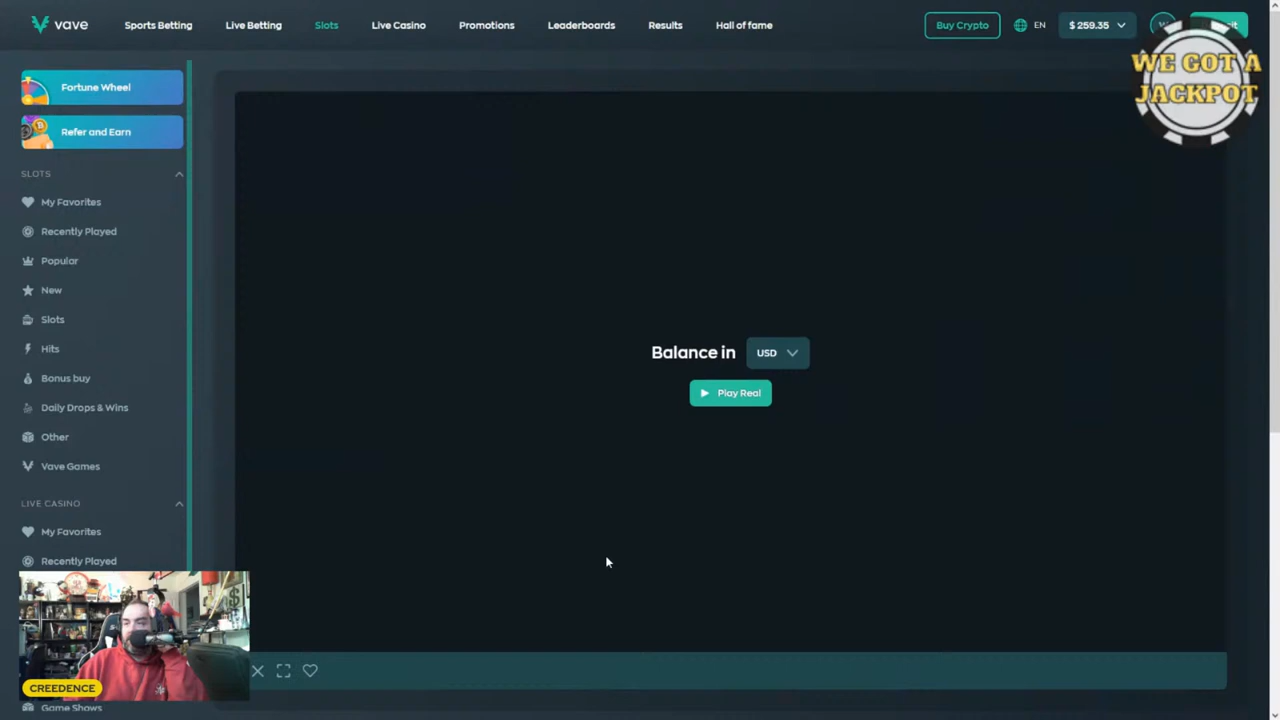 vave
Sports Betting
Live Betting
Slots
Live Casino
Promotions
Leaderboards
Results
Hall of fame
Buy Crypto
EN
$ 259.35
WE GOT A
JACKPOT
Fortune Wheel
Refer and Earn
SLOTS
My Favorites
Recently Played
Popular
New
Slots
Hits
Bonus buy
Daily Drops & Wins
Other
Vave Games
LIVE CASINO
My Favorites
Recently Played
Game Shows
Balance in
USD
Play Real
CREEDENCE